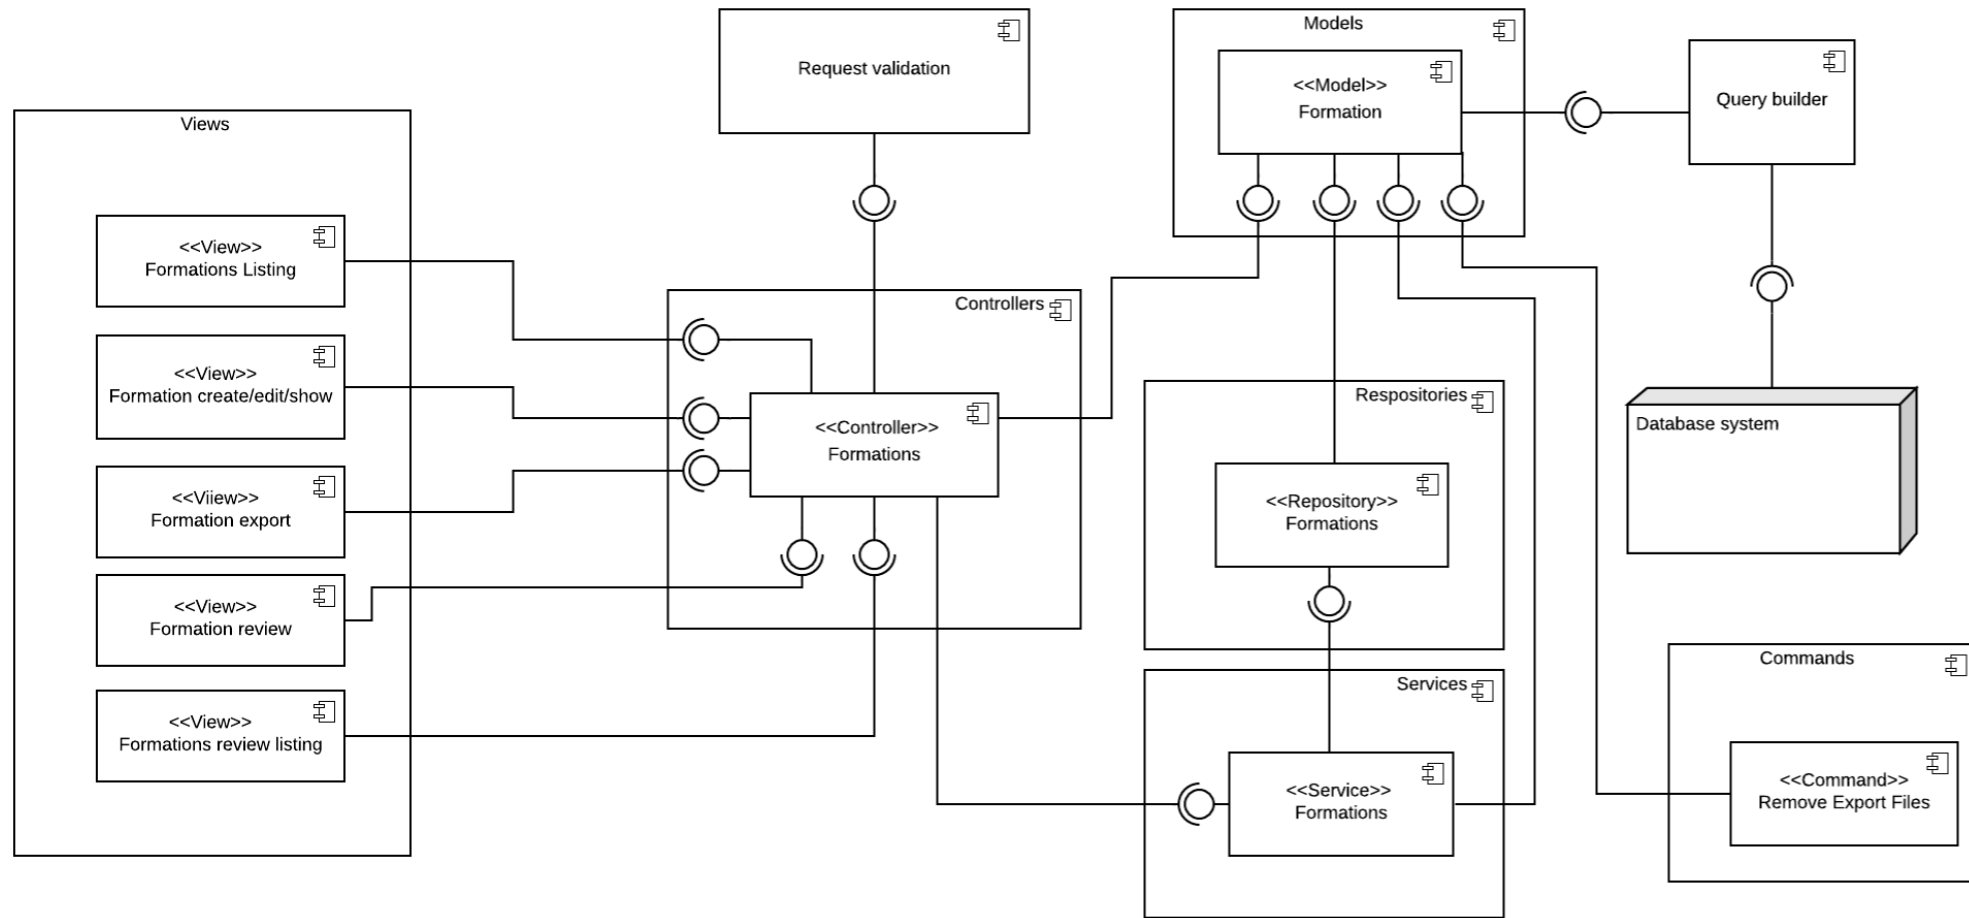 Views
<<View>>
Formations Listing
<<View>>
Formation create/edit/show
<<Viiew>>
Formation export
<<View>>
Formation review
<<View>>
Formations review listing
Request validation
Controllers
<<Controller>>
Formations
Models
<<Model>>
Formation
Query builder
Respositories
<<Repository>>
Formations
Database system
Services
<<Service>>
Formations
Commands
<<Command>>
Remove Export Files